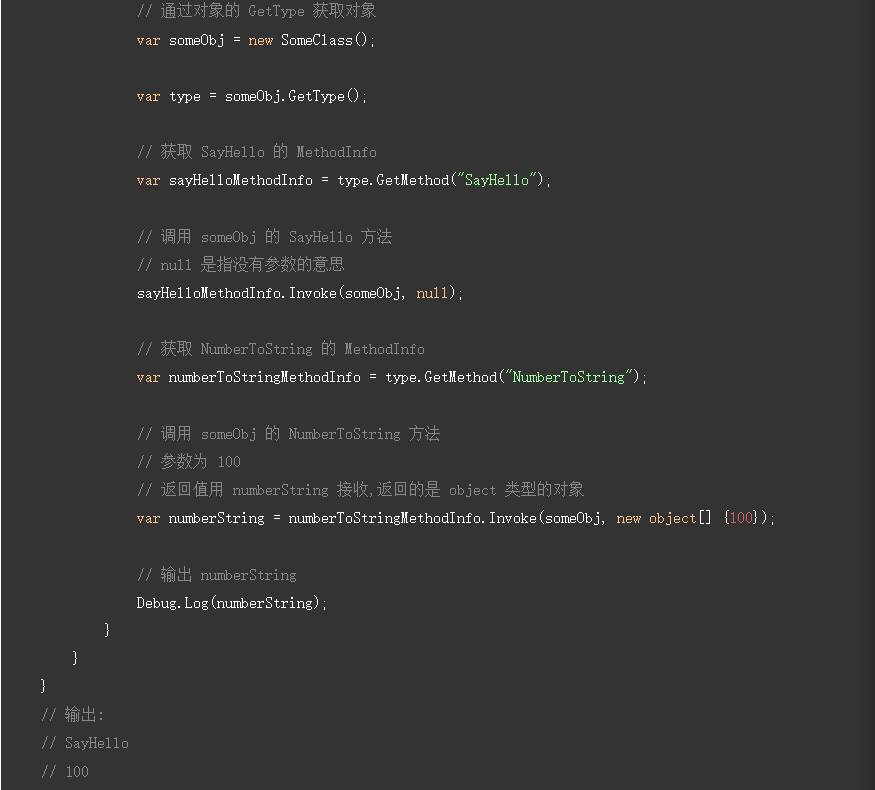 // 通过对象的 GetType 获取对象
var someObj = new SomeClass();
var type = someObj.GetType();
// 获取 SayHello 的 MethodInfo
var sayHelloMethodInfo = type.GetMethod("SayHello");
// 调用 someObj 的 SayHello 方法
// null 是指没有参数的意思
sayHelloMethodInfo.Invoke(someObj, null);
// 获取 NumberToString 的 MethodInfo
var numberToStringMethodInfo = type.GetMethod("NumberToString");
// 调用 someObj 的 NumberToString 方法
// 参数为 100
// 返回值用 numberString 接收,返回的是 object 类型的对象
var numberString = numberToStringMethodInfo.Invoke(someObj, new object[] {100});
// 输出 numberString
Debug.Log(numberString);
}
}
}
// 输出:
// SayHello
// 100